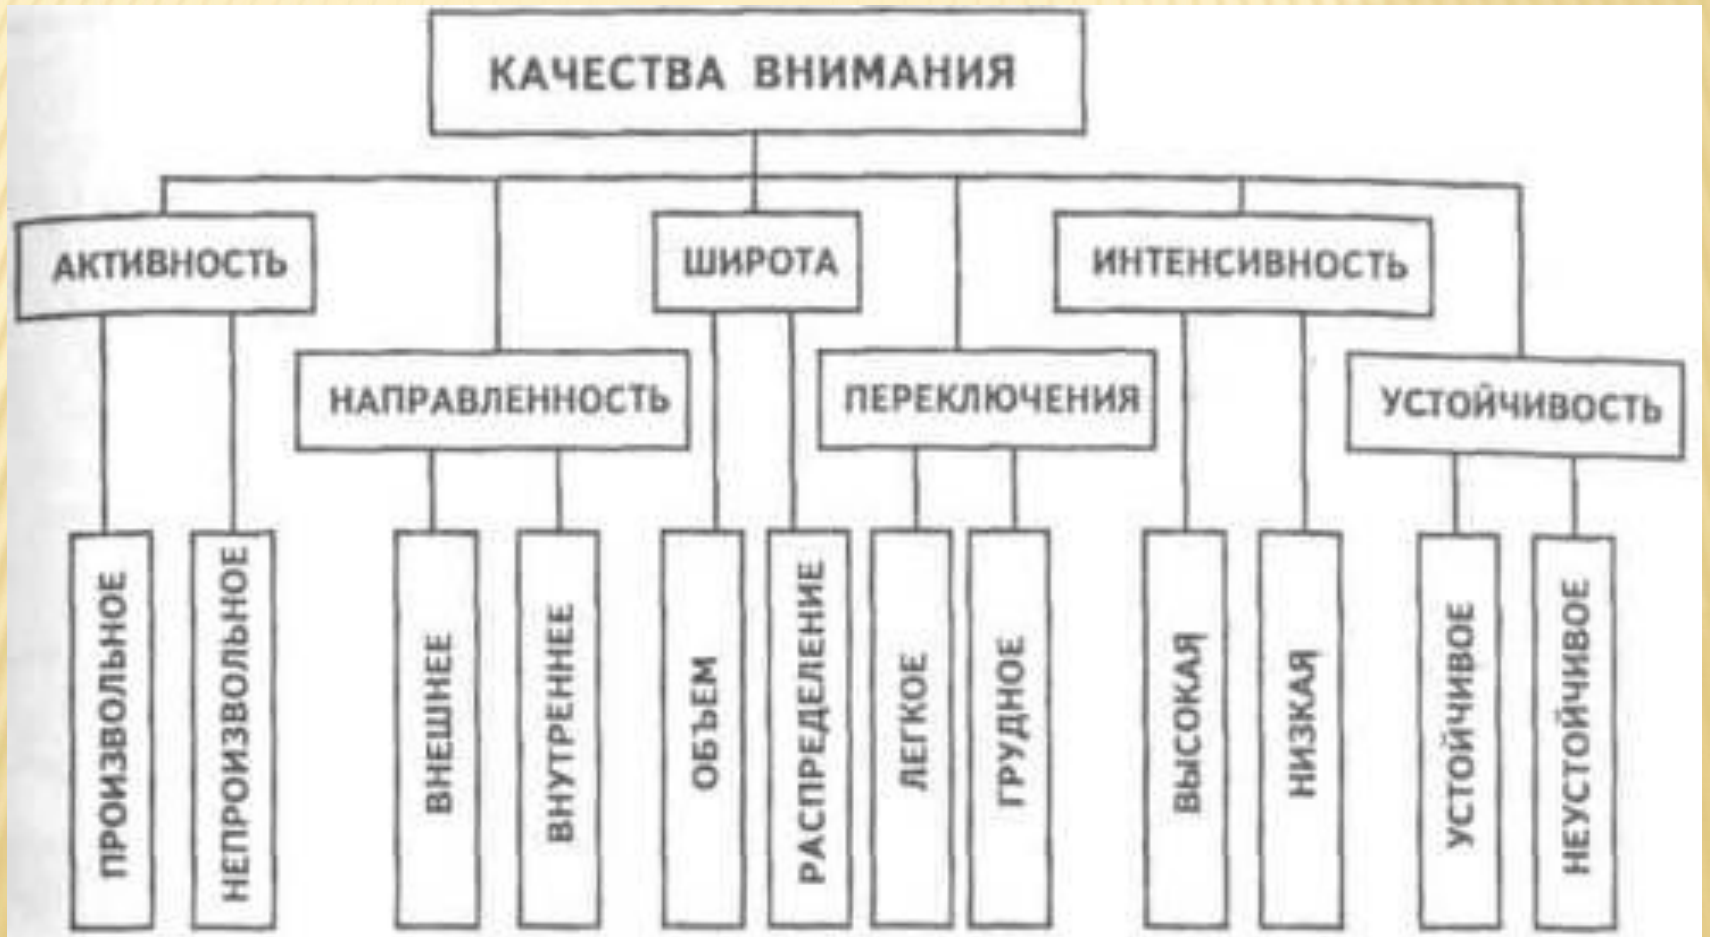 КАЧЕСТВА ВНИМАНИЯ
АКТИВНОСТЬ
ШИРОТА
ИНТЕНСИВНОСТЬ
НАПРАВЛЕННОСТЬ
ПЕРЕКЛЮЧЕНИЯ
УСТОЙЧИВОСТЬ
ПРОИЗВОЛЬНОЕ
НЕПРОИЗВОЛЬНОЕ
ВНЕШНЕЕ
ВНУТРЕННЕЕ
ОБЪЕМ
РАСПРЕДЕЛЕНИЕ
ЛЕГКОЕ
ТРУДНОЕ
ВЫСОКАЯ
НИЗКАЯ
УСТОЙЧИВОЕ
НЕУСТОЙЧИВОЕ